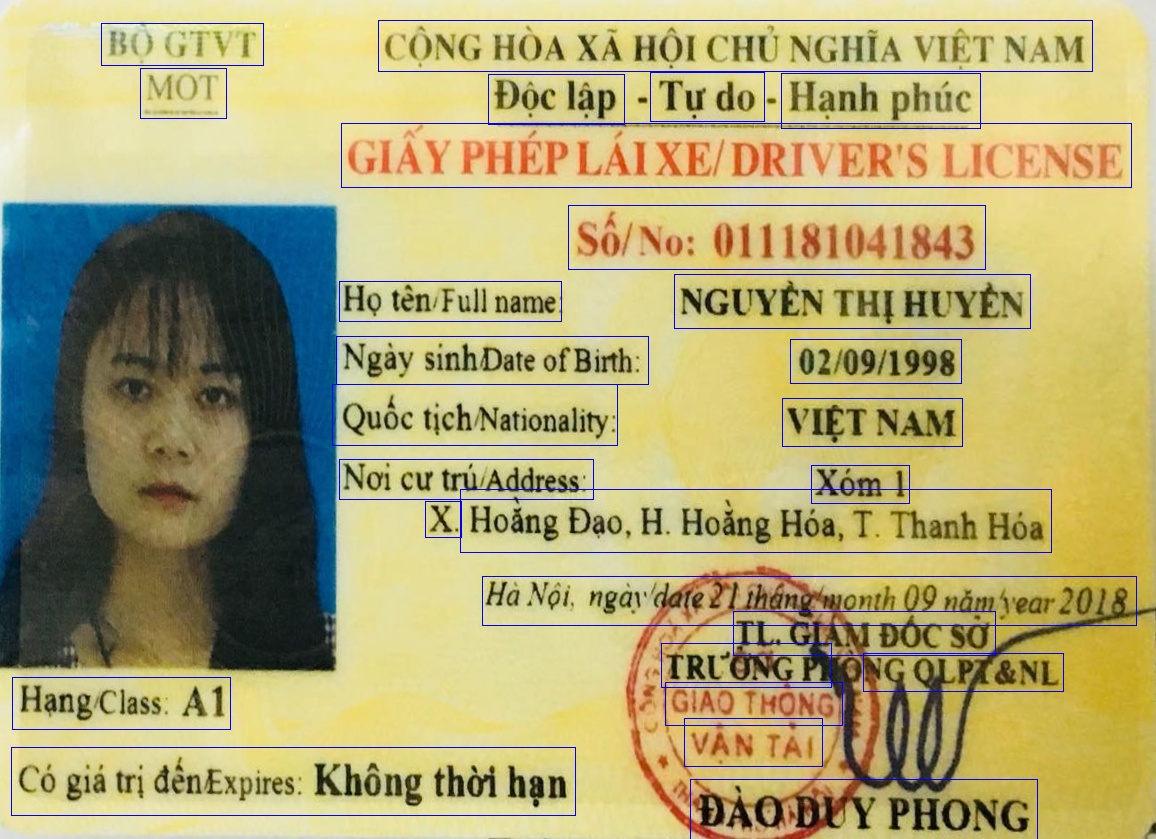 BỘ GTVT
MOT
CỘNG HÒA XÃ HỘI CHỦ NGHĨA VIỆT NAM
Độc lập - Tự do - Hạnh phúc
GIẤY PHÉP LÁI XE/ DRIVER'S LICENSE
Số/ No: 011181041843
Họ tên/Full name: NGUYỄN THỊ HUYỀN
Ngày sinh/Date of Birth: 02/09/1998
Quốc tịch/Nationality: VIỆT NAM
Nơi cư trú/Address: Xóm 1
X. Hoằng Đạo, H. Hoằng Hóa, T. Thanh Hóa
Hà Nội, ngày/date 21 tháng/month 09 năm/year 2018
TL. GIÁM ĐỐC SỞ
TRƯỞNG PHÒNG QLPT&NL
GIAO THÔNG
VẬN TẢI
Hạng/Class: A1
Có giá trị đến/Expires: Không thời hạn
ĐÀO DUY PHONG